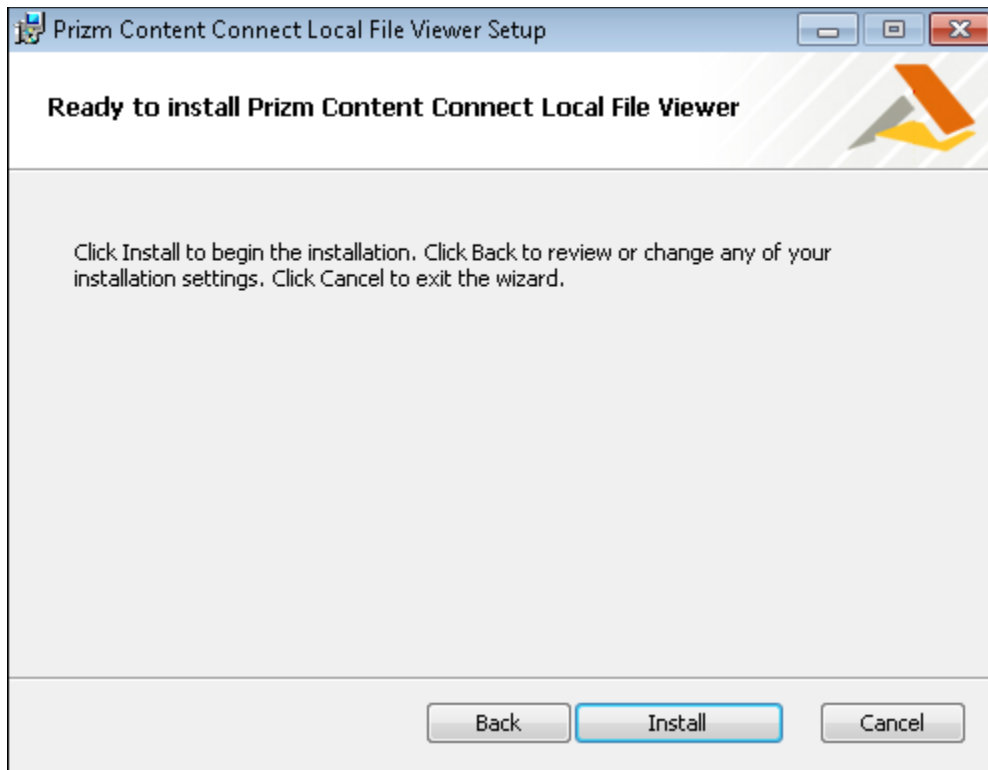 Prizm Content Connect Local File Viewer Setup
Ready to install Prizm Content Connect Local File Viewer
Click Install to begin the installation. Click Back to review or change any of your
installation settings. Click Cancel to exit the wizard.
Back Install Cancel